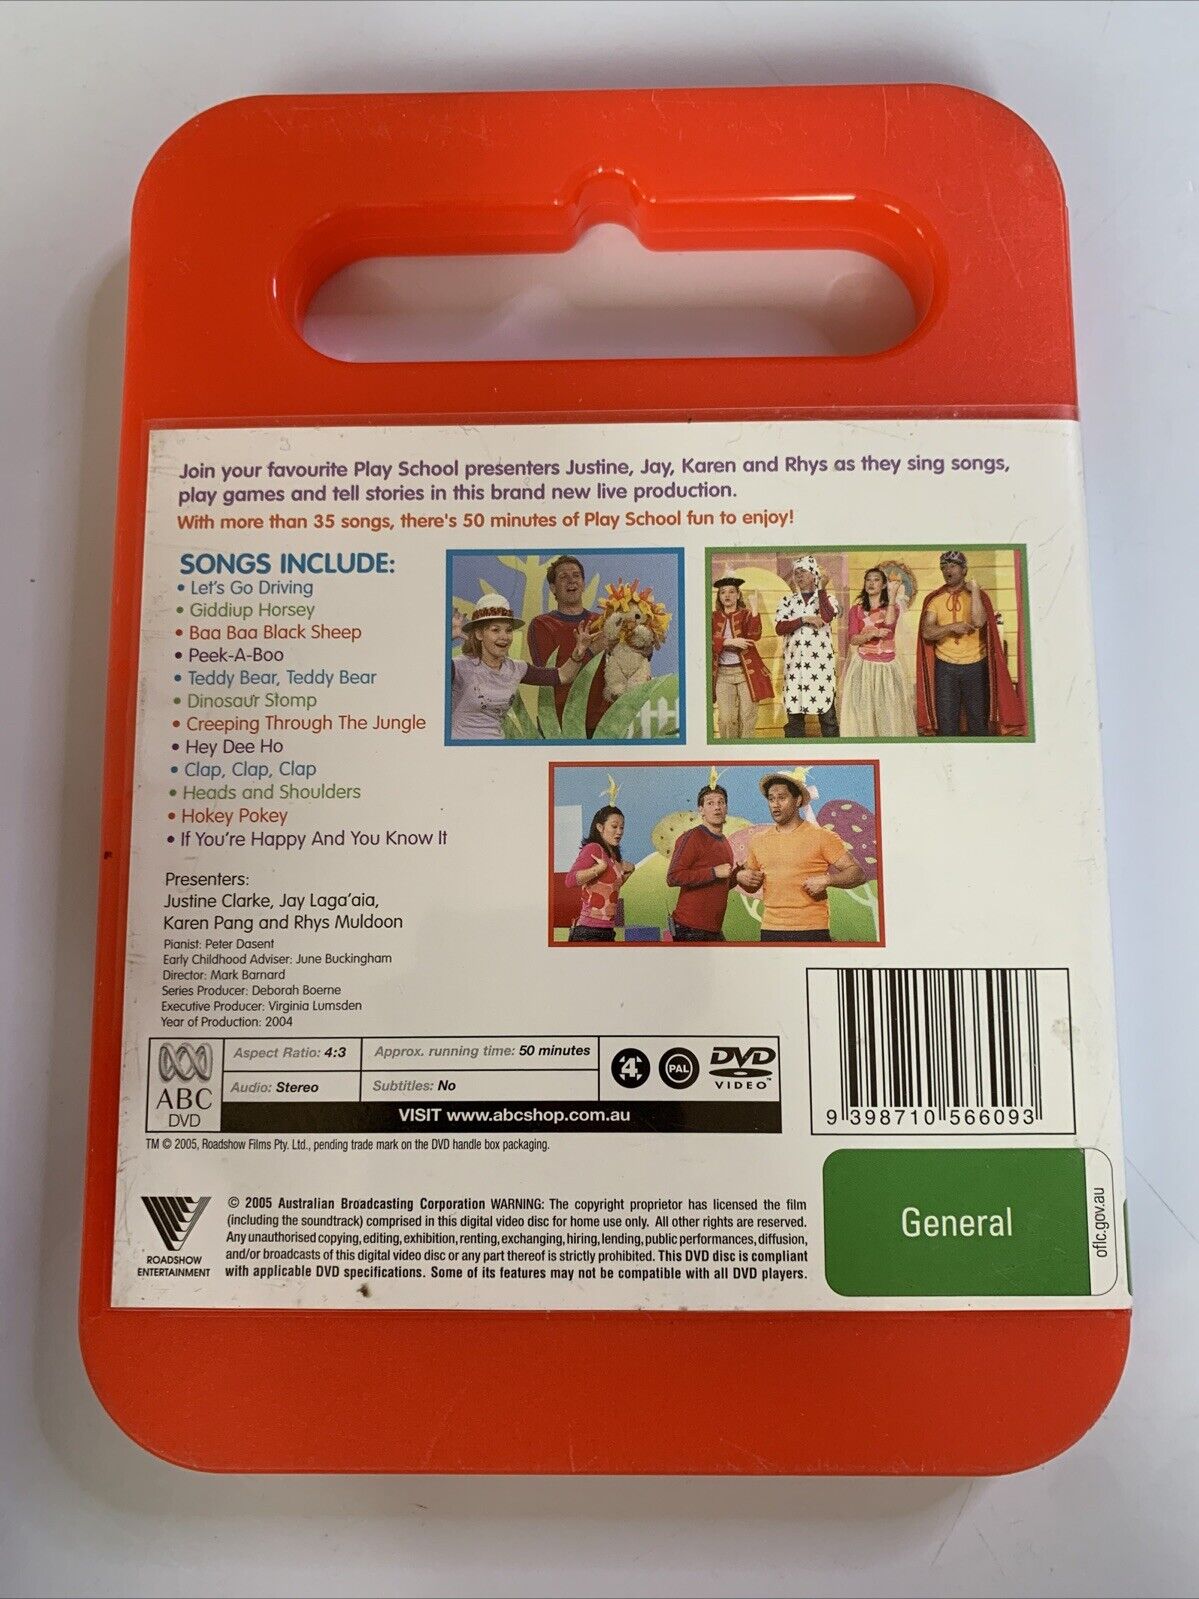 Join your favourite Play School presenters Justine, Jay, Karen and Rhys as they sing songs,
play games and tell stories in this brand new live production.
With more than 35 songs, there's 50 minutes of Play School fun to enjoy!
SONGS INCLUDE:
• Let's Go Driving
• Giddiup Horsey
• Baa Baa Black Sheep
• Peek-A-Boo
• Teddy Bear, Teddy Bear
• Dinosaur Stomp
• Creeping Through The Jungle
• Hey Dee Ho
• Clap, Clap, Clap
• Heads and Shoulders
• Hokey Pokey
• If You're Happy And You Know It
Presenters:
Justine Clarke, Jay Laga'aia,
Karen Pang and Rhys Muldoon
Pianist: Peter Dasent
Early Childhood Adviser: June Buckingham
Director: Mark Barnard
Series Producer: Deborah Boerne
Executive Producer: Virginia Lumsden
Year of Production: 2004
ABC
DVD
Aspect Ratio: 4:3
Approx. running time: 50 minutes
Audio: Stereo
Subtitles: No
4
PAL
DVD
VIDEO™
VISIT www.abcshop.com.au
9 398710 566093
TM © 2005, Roadshow Films Pty. Ltd., pending trade mark on the DVD handle box packaging.
ROADSHOW
ENTERTAINMENT
© 2005 Australian Broadcasting Corporation WARNING: The copyright proprietor has licensed the film
(including the soundtrack) comprised in this digital video disc for home use only. All other rights are reserved.
Any unauthorised copying, editing, exhibition, renting, exchanging, hiring, lending, public performances, diffusion,
and/or broadcasts of this digital video disc or any part thereof is strictly prohibited. This DVD disc is compliant
with applicable DVD specifications. Some of its features may not be compatible with all DVD players.
General
oflc.gov.au